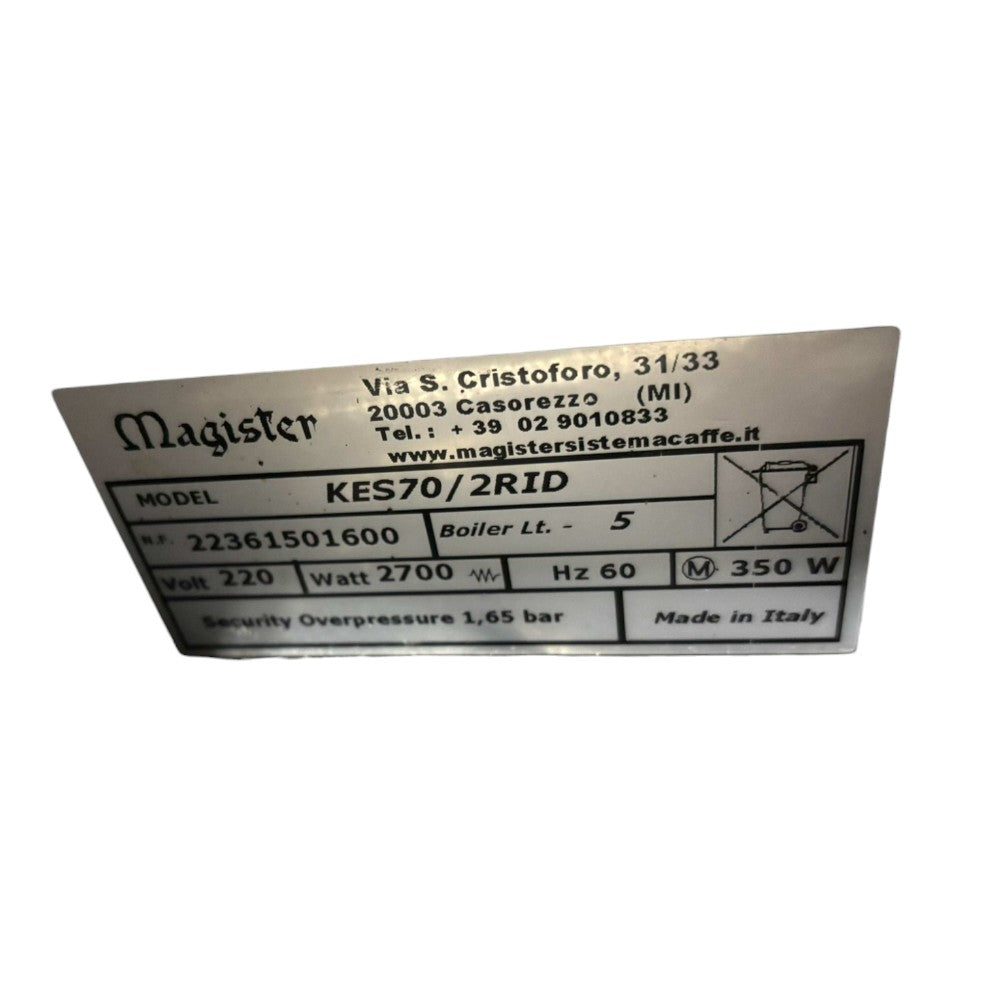 Magister
Via S. Cristoforo, 31/33
20003 Casorezzo (MI)
Tel.: + 39 02 9010833
www.magistersistemacaffe.it
MODEL KES70/2RID
N.F. 22361501600 Boiler Lt. - 5
Volt 220 Watt 2700 Hz 60 M 350 W
Security Overpressure 1,65 bar Made in Italy